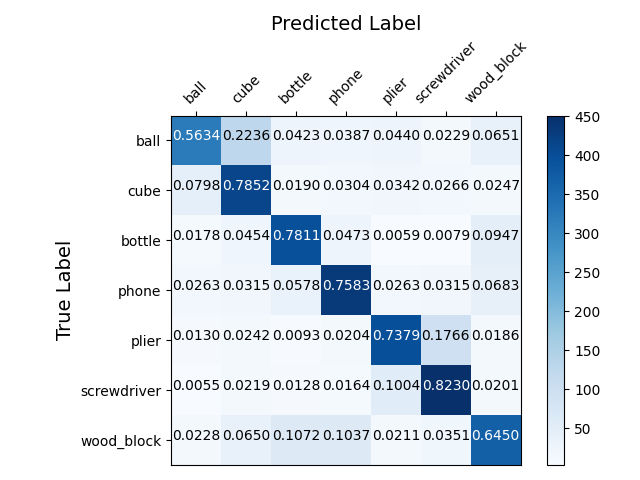 Predicted Label
ball cube bottle phone plier screwdriver wood_block
True Label
ball 0.5634 0.2236 0.0423 0.0387 0.0440 0.0229 0.0651
cube 0.0798 0.7852 0.0190 0.0304 0.0342 0.0266 0.0247
bottle 0.0178 0.0454 0.7811 0.0473 0.0059 0.0079 0.0947
phone 0.0263 0.0315 0.0578 0.7583 0.0263 0.0315 0.0683
plier 0.0130 0.0242 0.0093 0.0204 0.7379 0.1766 0.0186
screwdriver 0.0055 0.0219 0.0128 0.0164 0.1004 0.8230 0.0201
wood_block 0.0228 0.0650 0.1072 0.1037 0.0211 0.0351 0.6450
450
400
350
300
250
200
150
100
50